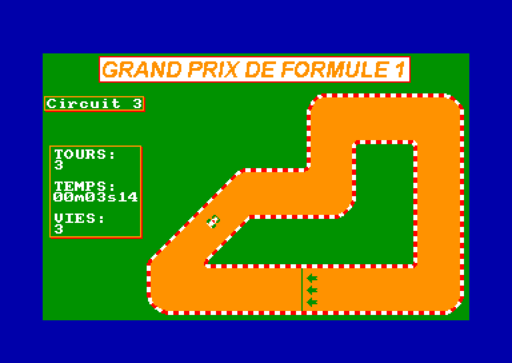 GRAND PRIX DE FORMULE 1
Circuit 3
TOURS:
3
TEMPS:
00m03s14
VIES:
3